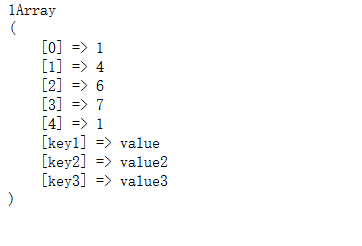 1Array
(
    [0] => 1
    [1] => 4
    [2] => 6
    [3] => 7
    [4] => 1
    [key1] => value
    [key2] => value2
    [key3] => value3
)